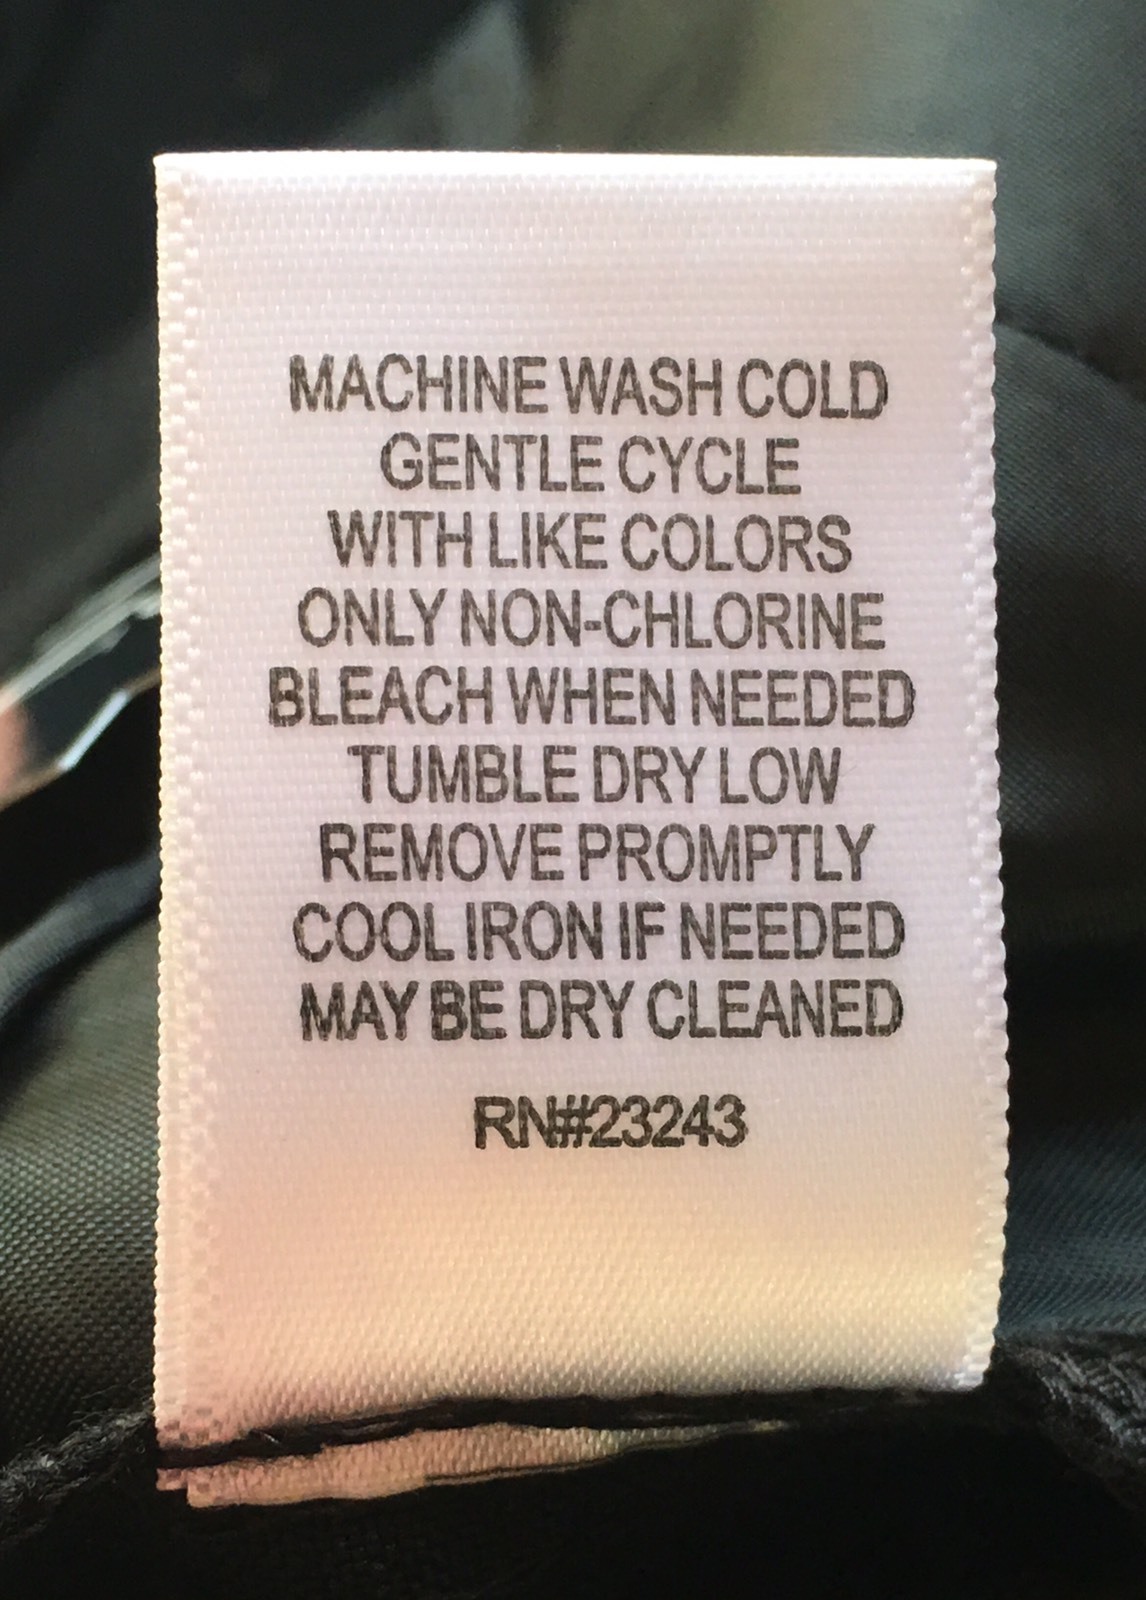 MACHINE WASH COLD
GENTLE CYCLE
WITH LIKE COLORS
ONLY NON-CHLORINE
BLEACH WHEN NEEDED
TUMBLE DRY LOW
REMOVE PROMPTLY
COOL IRON IF NEEDED
MAY BE DRY CLEANED
RN#23243